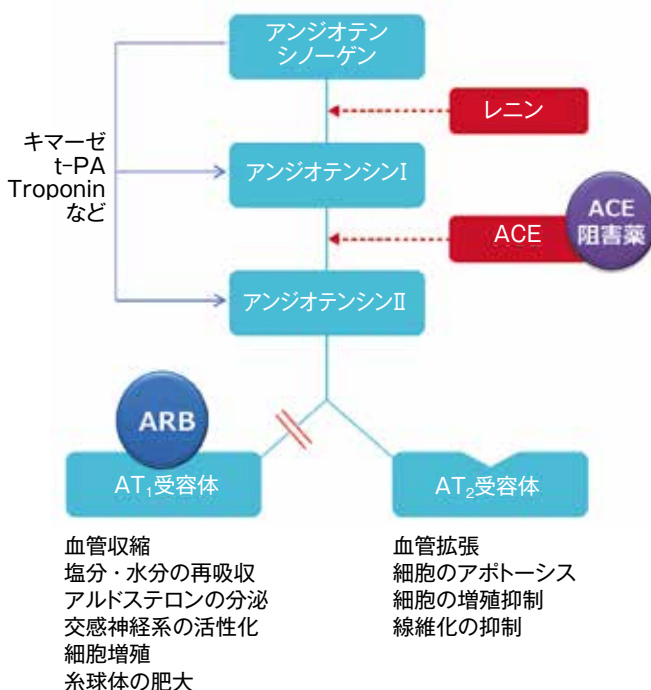 アンジオテン
シノーゲン
レニン
キマーゼ
t-PA
Troponin
など
アンジオテンシンI
ACE
ACE
阻害薬
アンジオテンシンII
ARB
AT₁受容体
AT₂受容体
血管収縮
塩分・水分の再吸収
アルドステロンの分泌
交感神経系の活性化
細胞増殖
糸球体の肥大
血管拡張
細胞のアポトーシス
細胞の増殖抑制
線維化の抑制